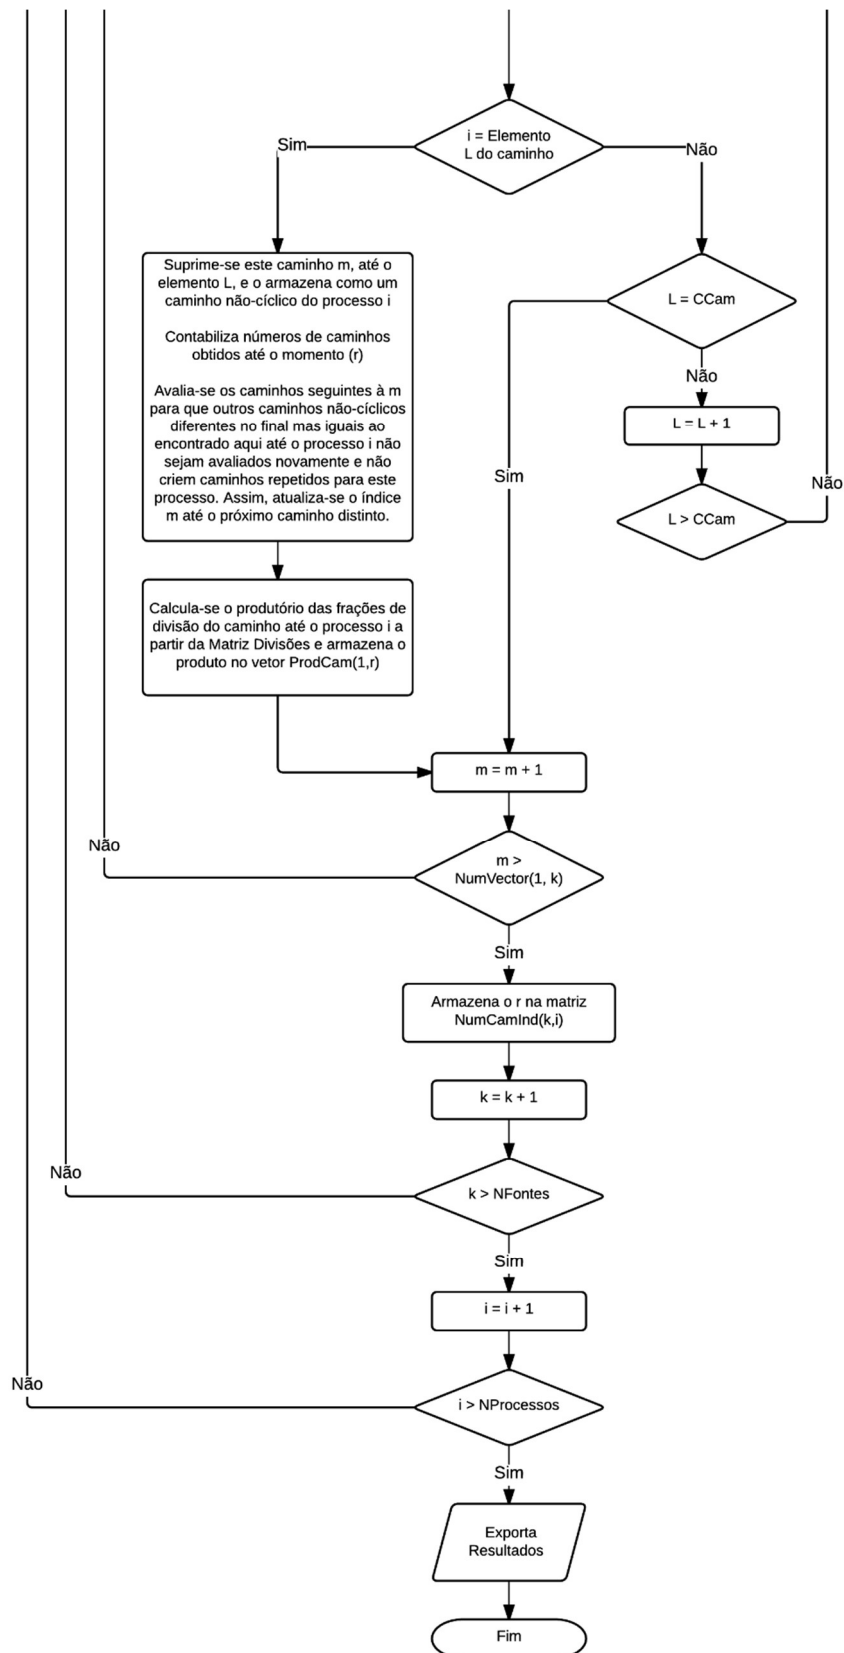 i = Elemento
L do caminho
Sim
Não
Suprime-se este caminho m, até o
elemento L, e o armazena como um
caminho não-cíclico do processo i
Contabiliza números de caminhos
obtidos até o momento (r)
Avalia-se os caminhos seguintes à m
para que outros caminhos não-cíclicos
diferentes no final mas iguais ao
encontrado aqui até o processo i não
sejam avaliados novamente e não
criem caminhos repetidos para este
processo. Assim, atualiza-se o índice
m até o próximo caminho distinto.
L = CCam
Não
L = L + 1
Sim
L > CCam
Não
Calcula-se o produtório das frações de
divisão do caminho até o processo i a
partir da Matriz Divisões e armazena o
produto no vetor ProdCam(1,r)
m = m + 1
Não
m >
NumVector(1, k)
Sim
Armazena o r na matriz
NumCamInd(k,i)
k = k + 1
Não
k > NFontes
Sim
i = i + 1
Não
i > NProcessos
Sim
Exporta
Resultados
Fim